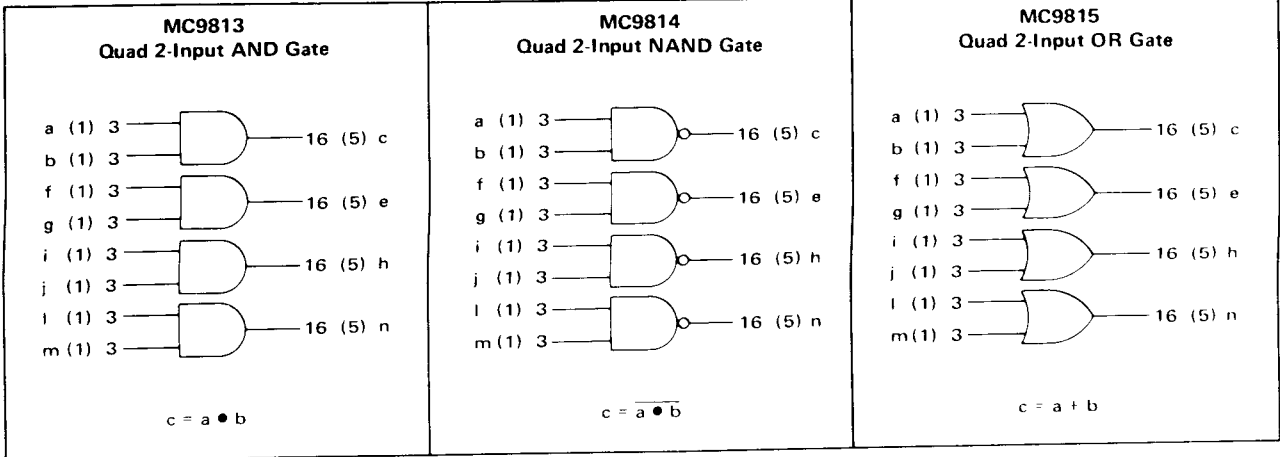 MC9813
Quad 2-Input AND Gate
a (1) 3
16 (5) c
b (1) 3
f (1) 3
16 (5) e
g (1) 3
i (1) 3
16 (5) h
j (1) 3
l (1) 3
16 (5) n
m (1) 3
c = a • b
MC9814
Quad 2-Input NAND Gate
a (1) 3
16 (5) c
b (1) 3
f (1) 3
16 (5) e
g (1) 3
i (1) 3
16 (5) h
j (1) 3
l (1) 3
16 (5) n
m (1) 3
c = a̅ ̅•̅ ̅b̅
MC9815
Quad 2-Input OR Gate
a (1) 3
16 (5) c
b (1) 3
f (1) 3
16 (5) e
g (1) 3
i (1) 3
16 (5) h
j (1) 3
l (1) 3
16 (5) n
m (1) 3
c = a + b